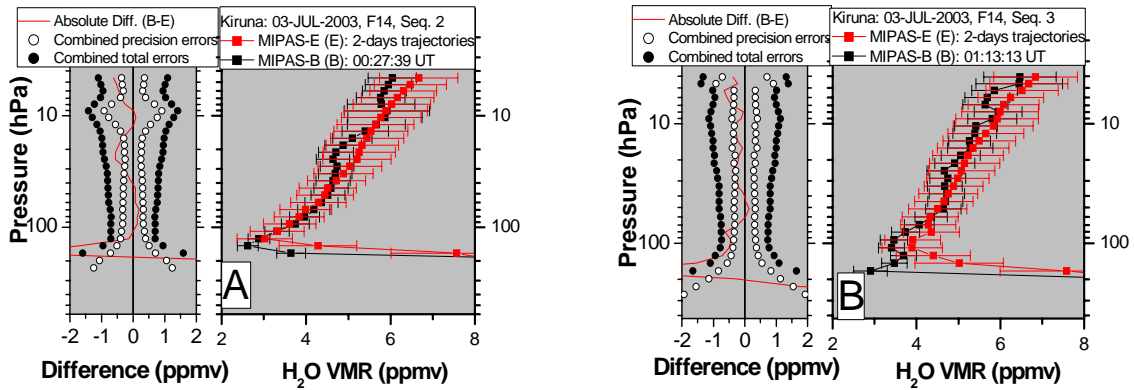 Absolute Diff. (B-E)
Combined precision errors
Combined total errors
Kiruna: 03-JUL-2003, F14, Seq. 2
MIPAS-E (E): 2-days trajectories
MIPAS-B (B): 00:27:39 UT
Pressure (hPa)
10
100
10
100
A
-2 -1 0 1 2
2 4 6 8
Difference (ppmv)
H2O VMR (ppmv)
Absolute Diff. (B-E)
Combined precision errors
Combined total errors
Kiruna: 03-JUL-2003, F14, Seq. 3
MIPAS-E (E): 2-days trajectories
MIPAS-B (B): 01:13:13 UT
Pressure (hPa)
10
100
10
100
B
-2 -1 0 1 2
2 4 6 8
Difference (ppmv)
H2O VMR (ppmv)